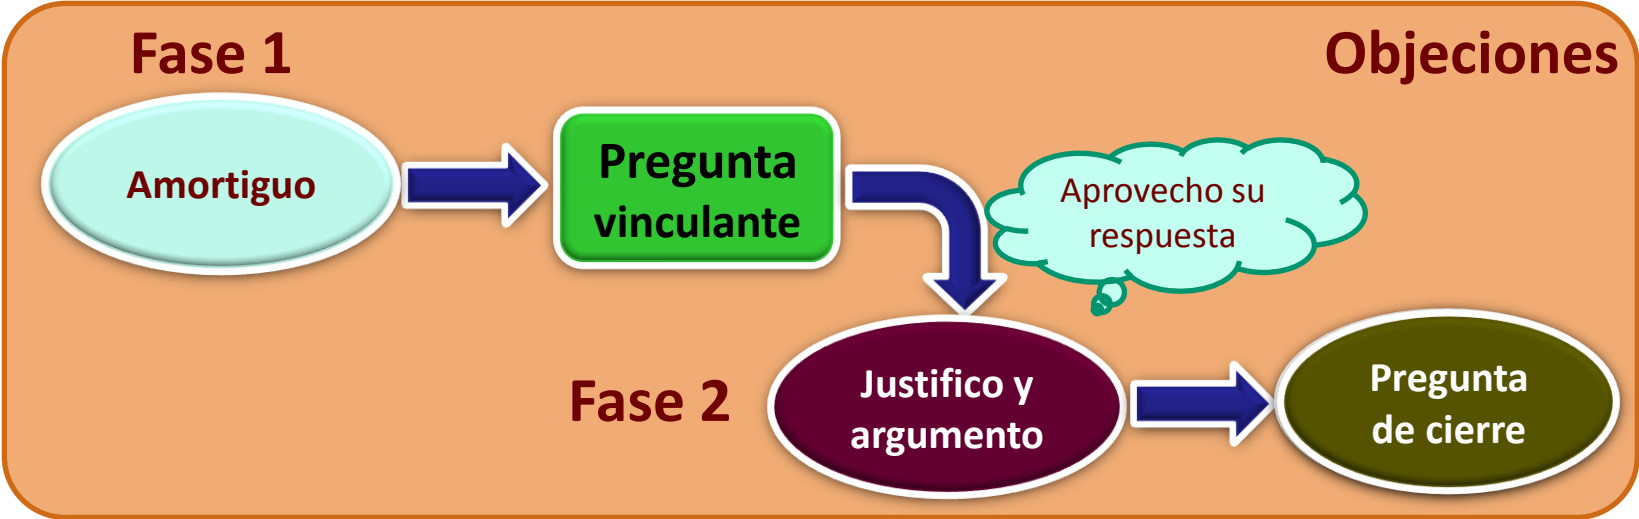 Fase 1
Objeciones
Amortiguo
Pregunta
vinculante
Aprovecho su
respuesta
Fase 2
Justifico y
argumento
Pregunta
de cierre